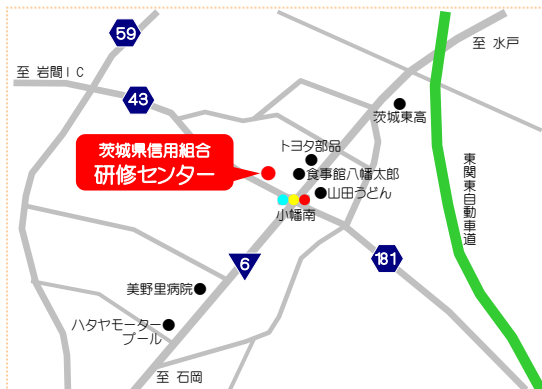 59
至 水戸
至 岩間IC
43
茨城東高
茨城県信用組合
研修センター
トヨタ部品
食事館八幡太郎
山田うどん
小幡南
東関東自動車道
6
181
美野里病院
ハタヤモーター
プール
至 石岡